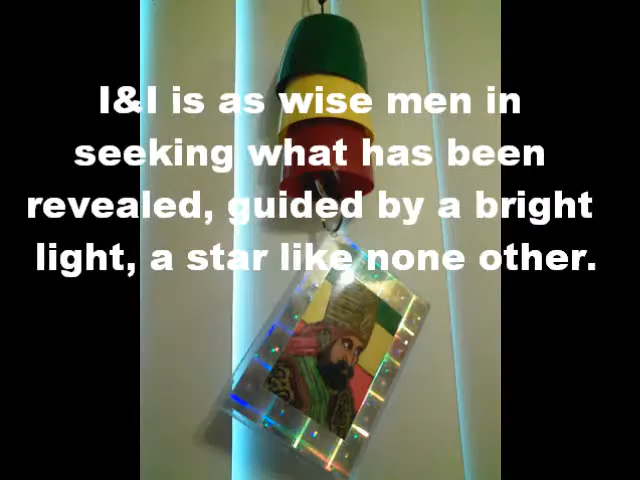 I&I is as wise men in
seeking what has been
revealed, guided by a bright
light, a star like none other.